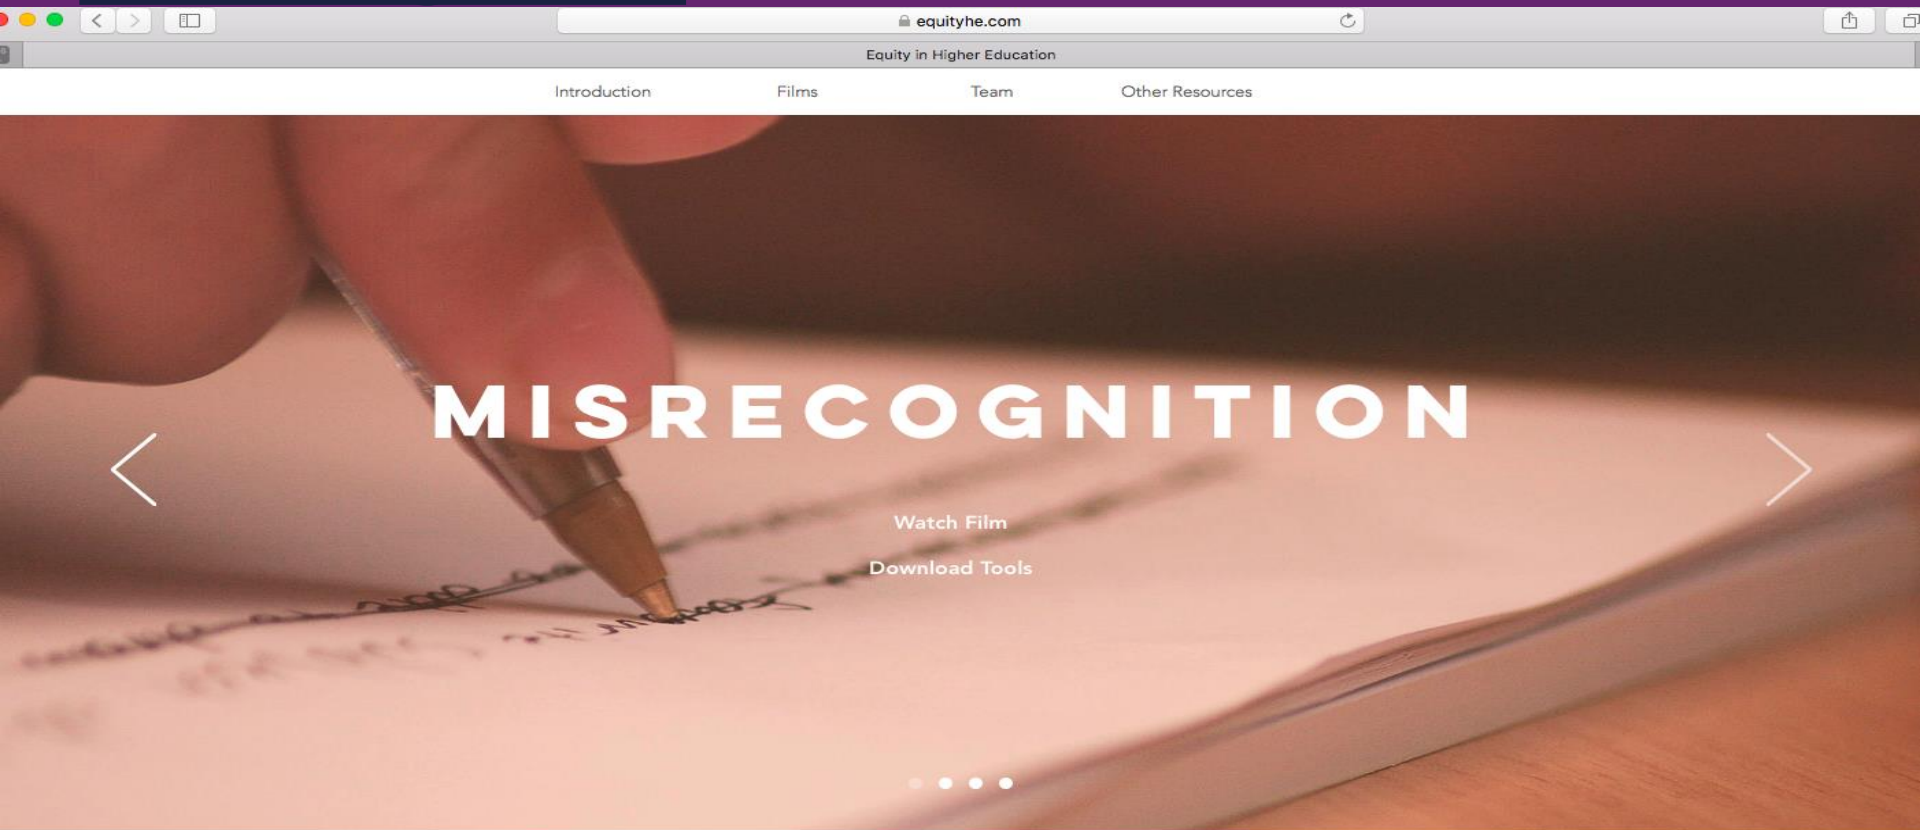 equityhe.com
Equity in Higher Education
Introduction Films Team Other Resources
MISRECOGNITION
Watch Film
Download Tools